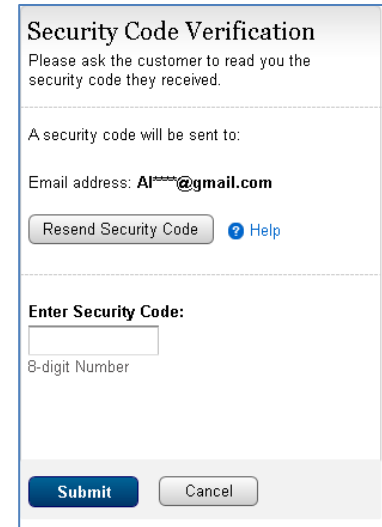 Security Code Verification
Please ask the customer to read you the
security code they received.
A security code will be sent to:
Email address: Al****@gmail.com
Resend Security Code ? Help
Enter Security Code:
8-digit Number
Submit Cancel